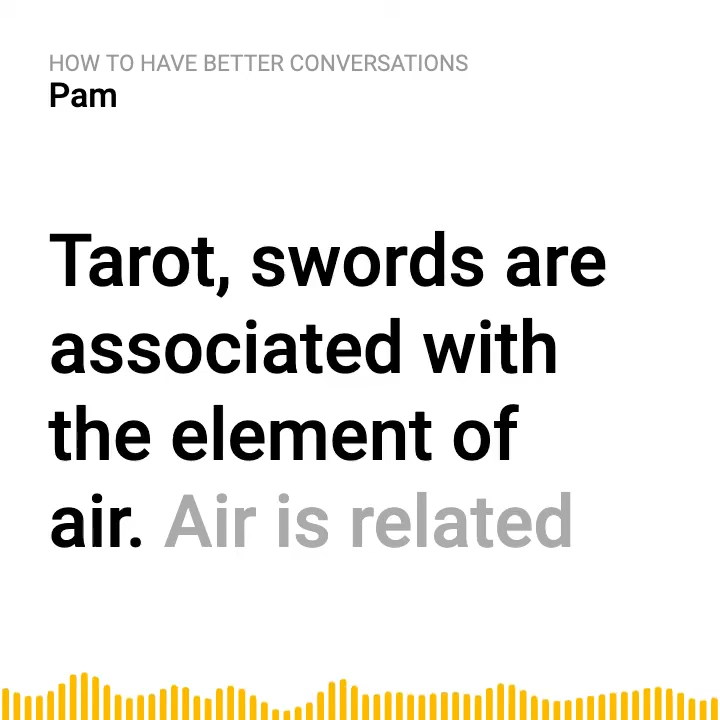 HOW TO HAVE BETTER CONVERSATIONS
Pam
Tarot, swords are
associated with
the element of
air. Air is related